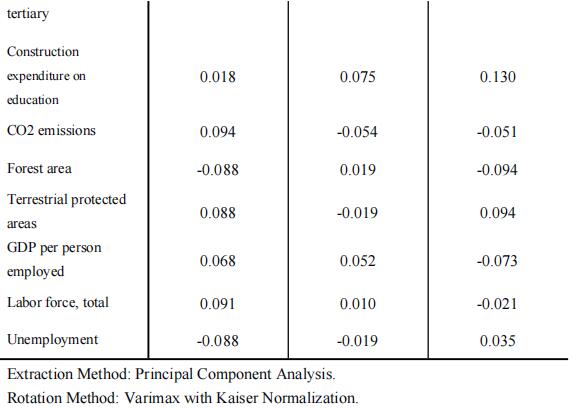 tertiary
Construction
expenditure on 0.018 0.075 0.130
education
CO2 emissions 0.094 -0.054 -0.051
Forest area -0.088 0.019 -0.094
Terrestrial protected
areas 0.088 -0.019 0.094
GDP per person
employed 0.068 0.052 -0.073
Labor force, total 0.091 0.010 -0.021
Unemployment -0.088 -0.019 0.035
Extraction Method: Principal Component Analysis.
Rotation Method: Varimax with Kaiser Normalization.